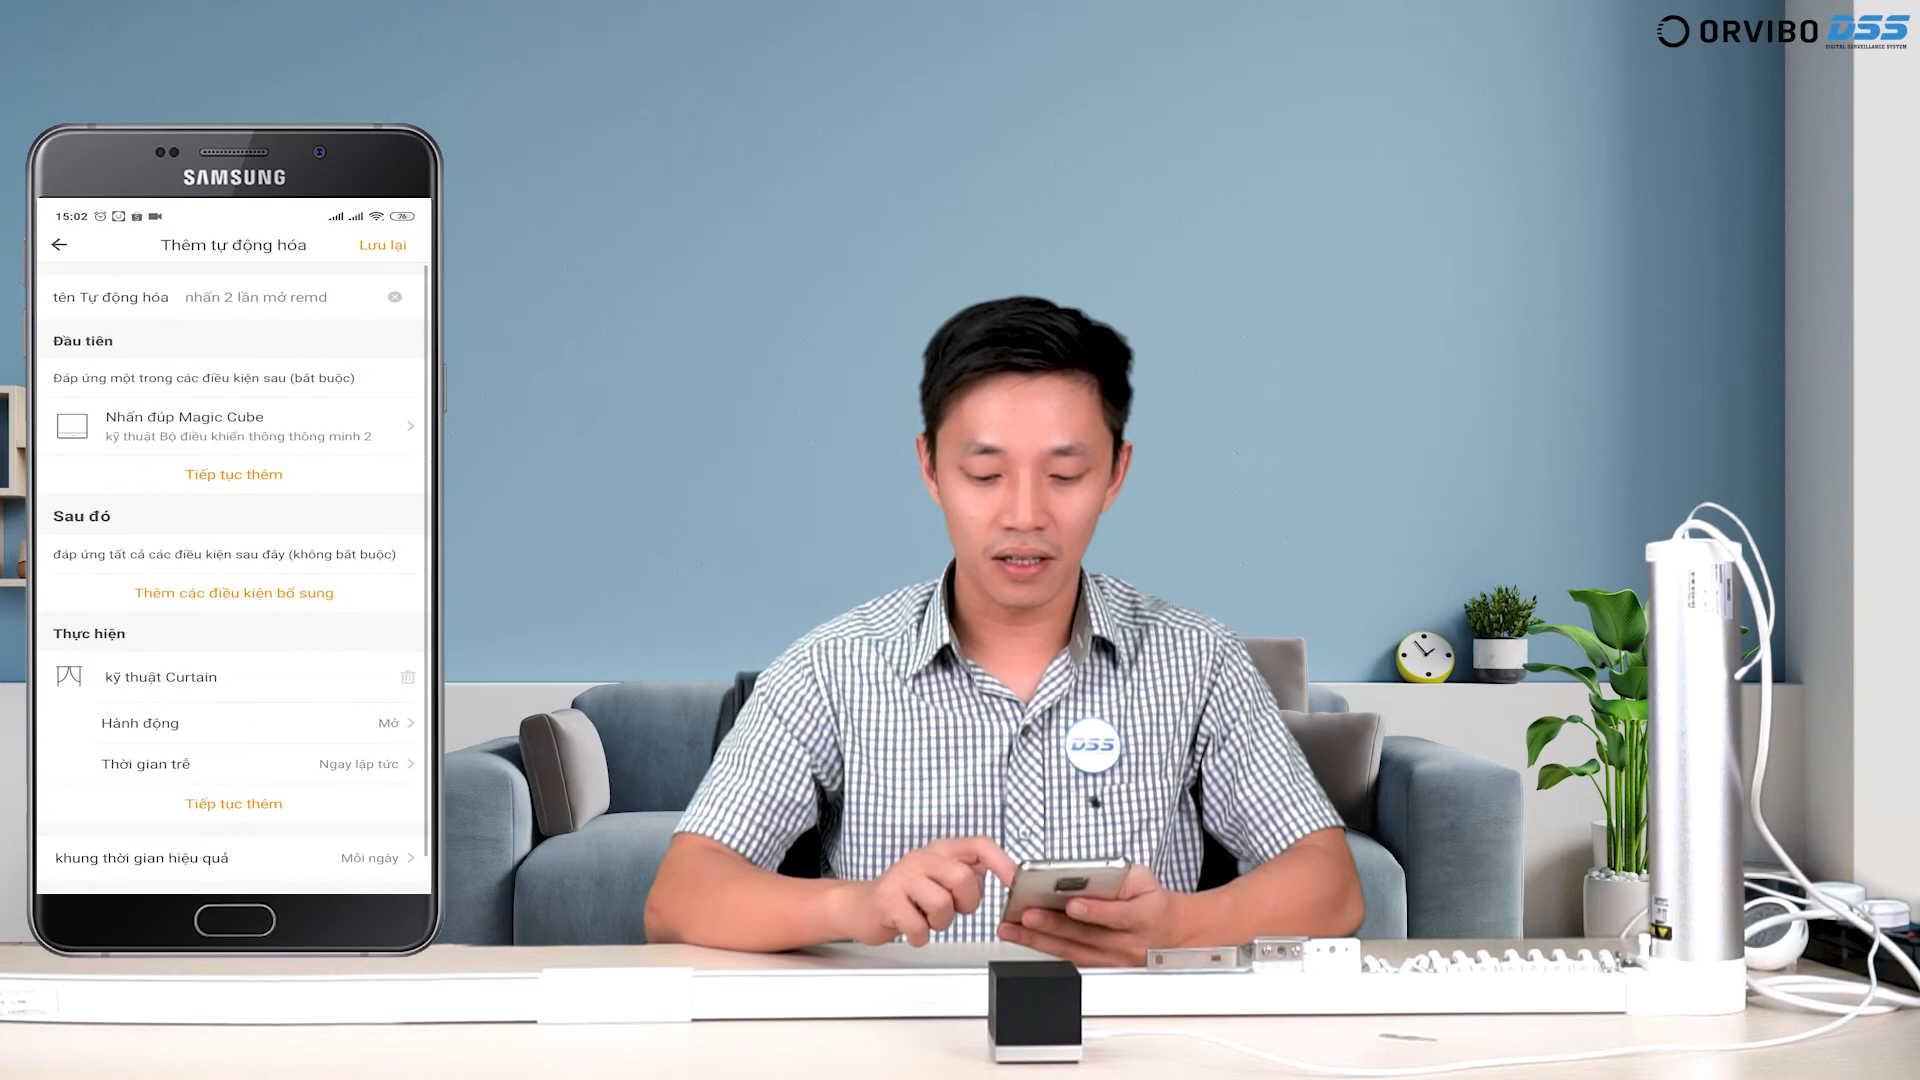 ORVIBO DSS
DIGITAL SURVEILLANCE SYSTEM
SAMSUNG
15:02
76
Thêm tự động hóa
Lưu lại
tên Tự động hóa nhấn 2 lần mở remd
Đầu tiên
Đáp ứng một trong các điều kiện sau (bắt buộc)
Nhấn đúp Magic Cube
kỹ thuật Bộ điều khiển thông thông minh 2
Tiếp tục thêm
Sau đó
đáp ứng tất cả các điều kiện sau đây (không bắt buộc)
Thêm các điều kiện bổ sung
Thực hiện
kỹ thuật Curtain
Hành động Mở
Thời gian trễ Ngay lập tức
Tiếp tục thêm
khung thời gian hiệu quả Mỗi ngày
DSS